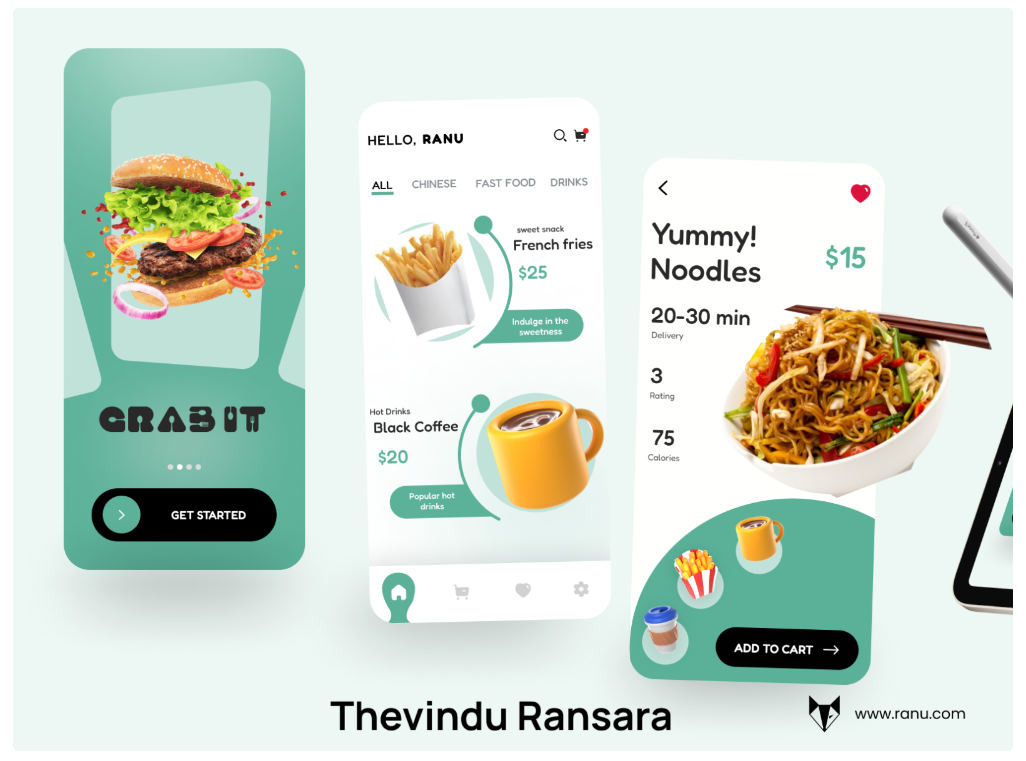 GRAB IT
GET STARTED
HELLO, RANU
ALL CHINESE FAST FOOD DRINKS
sweet snack
French fries
$25
Indulge in the
sweetness
Hot Drinks
Black Coffee
$20
Popular hot
drinks
Yummy!
Noodles
$15
20-30 min
Delivery
3
Rating
75
Calories
ADD TO CART
Thevindu Ransara
www.ranu.com